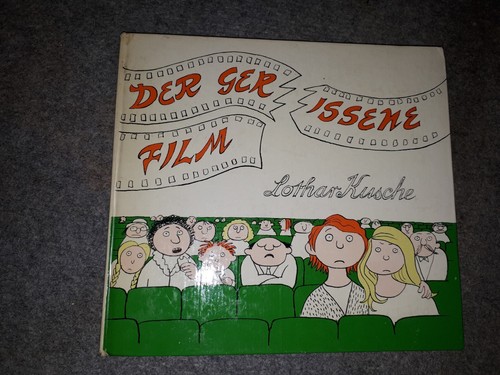 DER GER ISSENE
FILM
Lothar Kusche